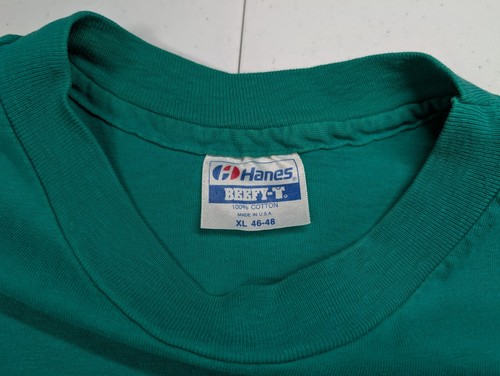 Hanes
BEEFY-T®
100% COTTON
MADE IN U.S.A.
XL 46-48